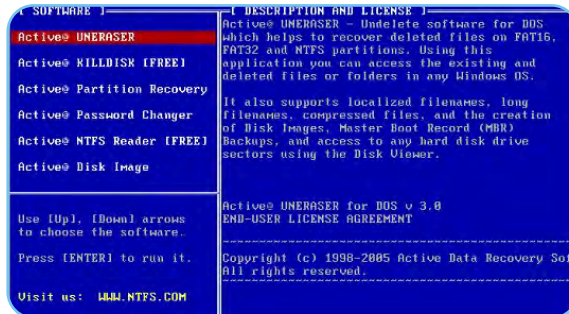 [ SOFTWARE ]
Active@ UNERASER
Active@ KILLDISK [FREE]
Active@ Partition Recovery
Active@ Password Changer
Active@ NTFS Reader [FREE]
Active@ Disk Image
Use [Up], [Down] arrows
to choose the software.
Press [ENTER] to run it.
Visit us: WWW.NTFS.COM
[ DESCRIPTION AND LICENSE ]
Active@ UNERASER - Undelete software for DOS
which helps to recover deleted files on FAT16,
FAT32 and NTFS partitions. Using this
application you can access the existing and
deleted files or folders in any Windows OS.
It also supports localized filenames, long
filenames, compressed files, and the creation
of Disk Images, Master Boot Record (MBR)
Backups, and access to any hard disk drive
sectors using the Disk Viewer.
Active@ UNERASER for DOS v 3.0
END-USER LICENSE AGREEMENT
Copyright (c) 1998-2005 Active Data Recovery Sof
All rights reserved.